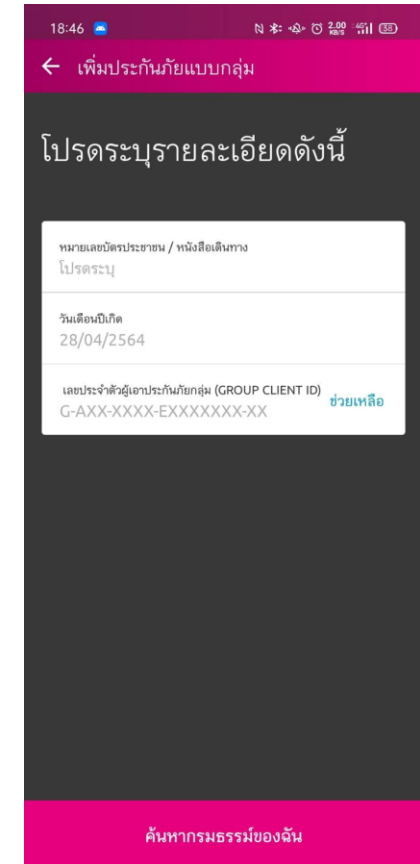 18:46 2.00 KB/S 4G 38
เพิ่มประกันภัยแบบกลุ่ม
โปรดระบุรายละเอียดดังนี้
หมายเลขบัตรประชาชน / หนังสือเดินทาง
โปรดระบุ
วันเดือนปีเกิด
28/04/2564
เลขประจำตัวผู้เอาประกันภัยกลุ่ม (GROUP CLIENT ID)
ช่วยเหลือ
G-AXX-XXXX-EXXXXXXX-XX
ค้นหากรมธรรม์ของฉัน